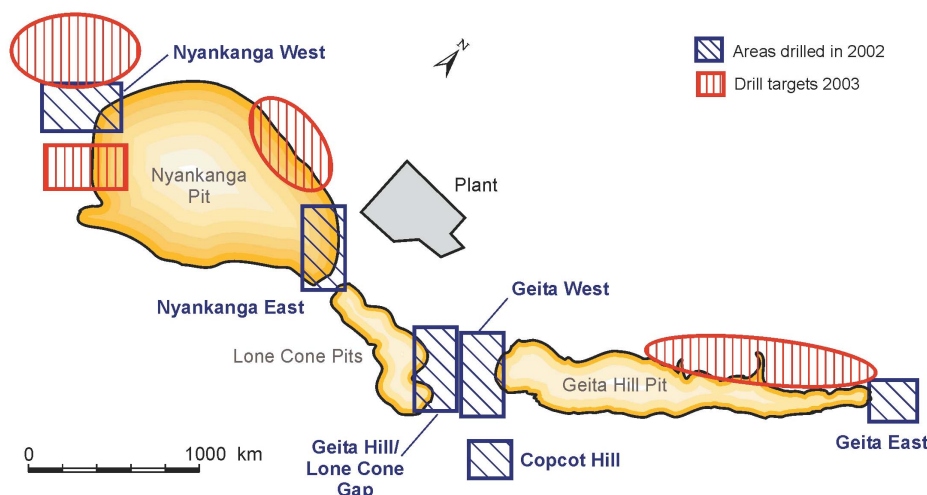 Nyankanga West
N
Areas drilled in 2002
Drill targets 2003
Nyankanga
Pit
Plant
Nyankanga East
Geita West
Lone Cone Pits
Geita Hill Pit
Geita East
Geita Hill/
Lone Cone
Gap
Copcot Hill
0 1000 km